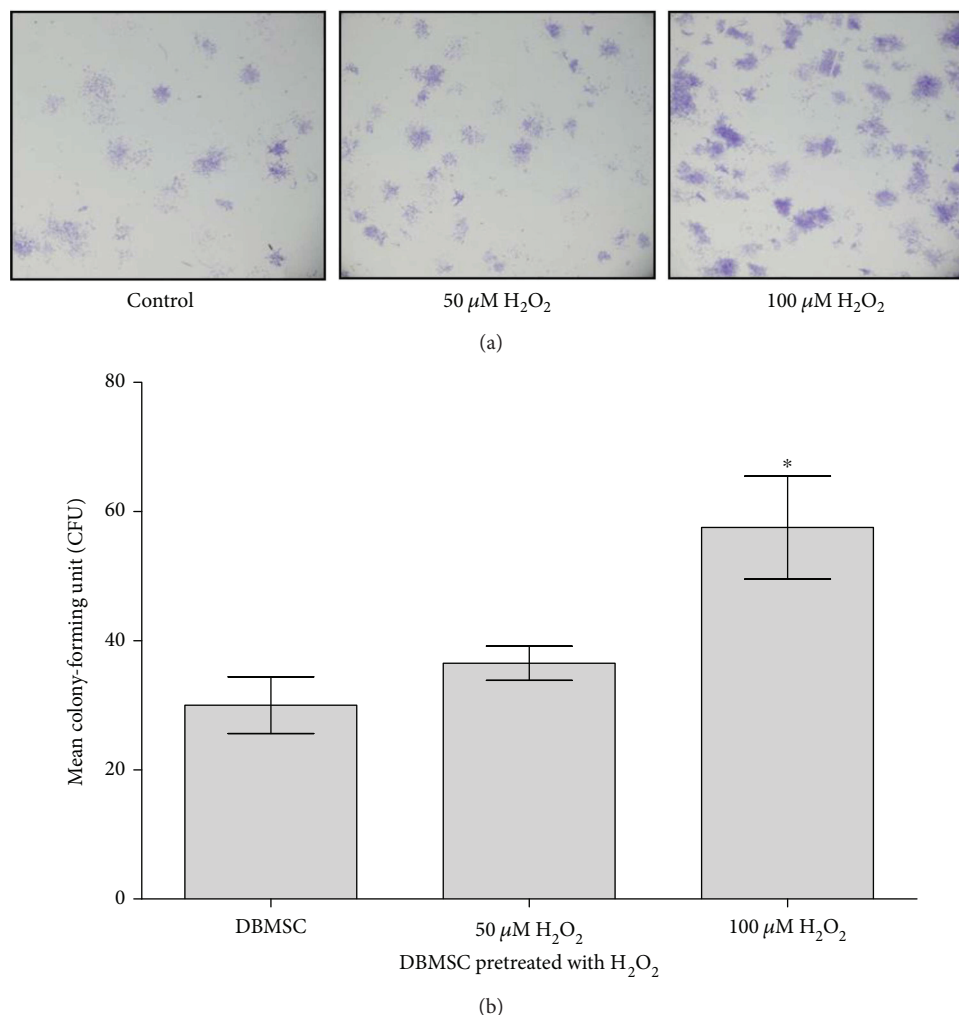 Control
50 μM H₂O₂
100 μM H₂O₂
(a)
80
60
40
20
0
Mean colony-forming unit (CFU)
*
DBMSC
50 μM H₂O₂
100 μM H₂O₂
DBMSC pretreated with H₂O₂
(b)